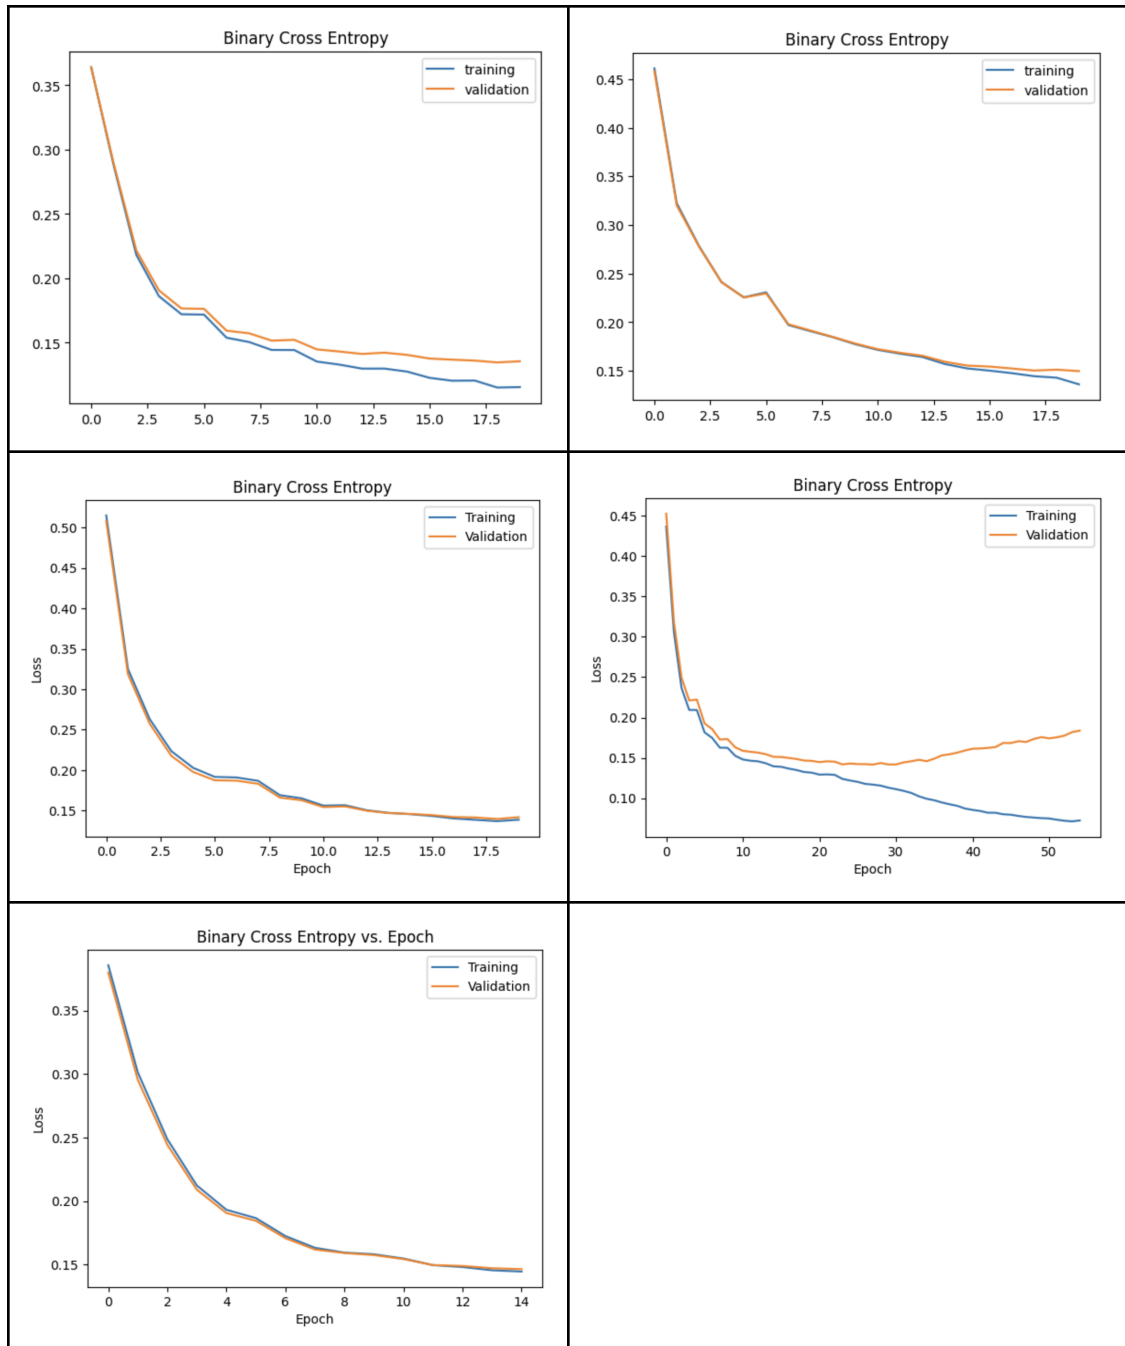 Binary Cross Entropy
training
validation
0.35
0.30
0.25
0.20
0.15
0.0 2.5 5.0 7.5 10.0 12.5 15.0 17.5
Binary Cross Entropy
training
validation
0.45
0.40
0.35
0.30
0.25
0.20
0.15
0.0 2.5 5.0 7.5 10.0 12.5 15.0 17.5
Binary Cross Entropy
Training
Validation
0.50
0.45
0.40
0.35
0.30
0.25
0.20
0.15
Loss
0.0 2.5 5.0 7.5 10.0 12.5 15.0 17.5
Epoch
Binary Cross Entropy
Training
Validation
0.45
0.40
0.35
0.30
0.25
0.20
0.15
0.10
Loss
0 10 20 30 40 50
Epoch
Binary Cross Entropy vs. Epoch
Training
Validation
0.35
0.30
0.25
0.20
0.15
Loss
0 2 4 6 8 10 12 14
Epoch